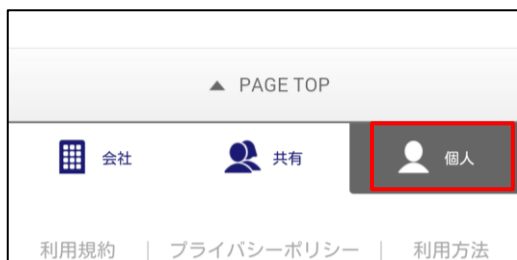 ▲ PAGE TOP
会社 共有 個人
利用規約 | プライバシーポリシー | 利用方法